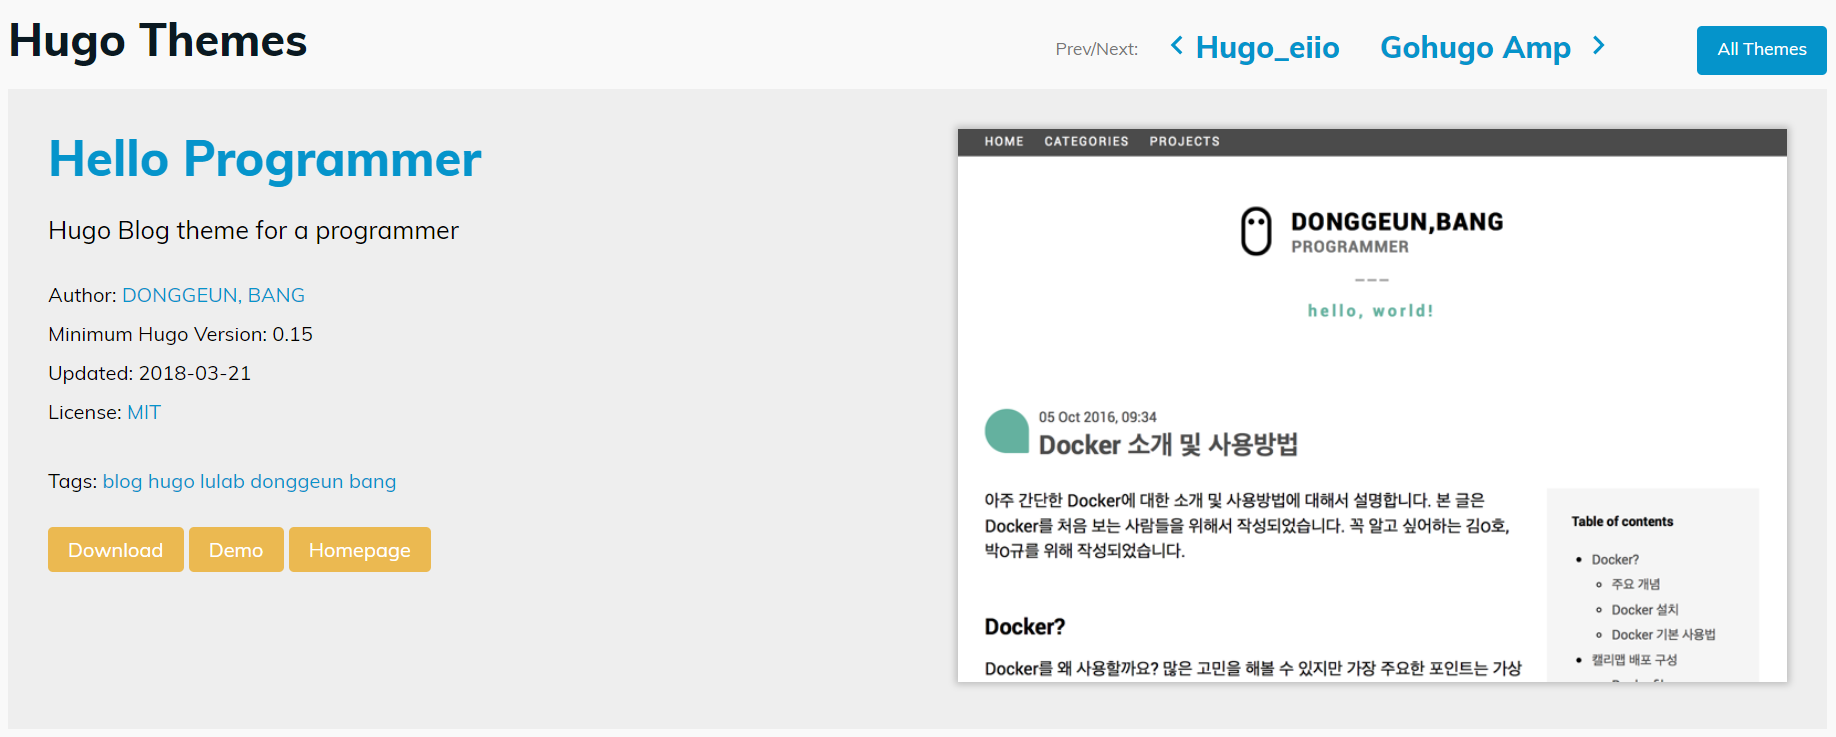 Hugo Themes
Prev/Next: Hugo_eiio Gohugo Amp
All Themes
Hello Programmer
Hugo Blog theme for a programmer
Author: DONGGEUN, BANG
Minimum Hugo Version: 0.15
Updated: 2018-03-21
License: MIT
Tags: blog hugo lulab donggeun bang
Download Demo Homepage
HOME CATEGORIES PROJECTS
DONGGEUN,BANG
PROGRAMMER
hello, world!
05 Oct 2016, 09:34
Docker 소개 및 사용방법
아주 간단한 Docker에 대한 소개 및 사용방법에 대해서 설명합니다. 본 글은
Docker를 처음 보는 사람들을 위해서 작성되었습니다. 꼭 알고 싶어하는 김o호,
박o규를 위해 작성되었습니다.
Docker?
Docker를 왜 사용할까요? 많은 고민을 해볼 수 있지만 가장 주요한 포인트는 가상
Table of contents
Docker?
주요 개념
Docker 설치
Docker 기본 사용법
캘리맵 배포 구성